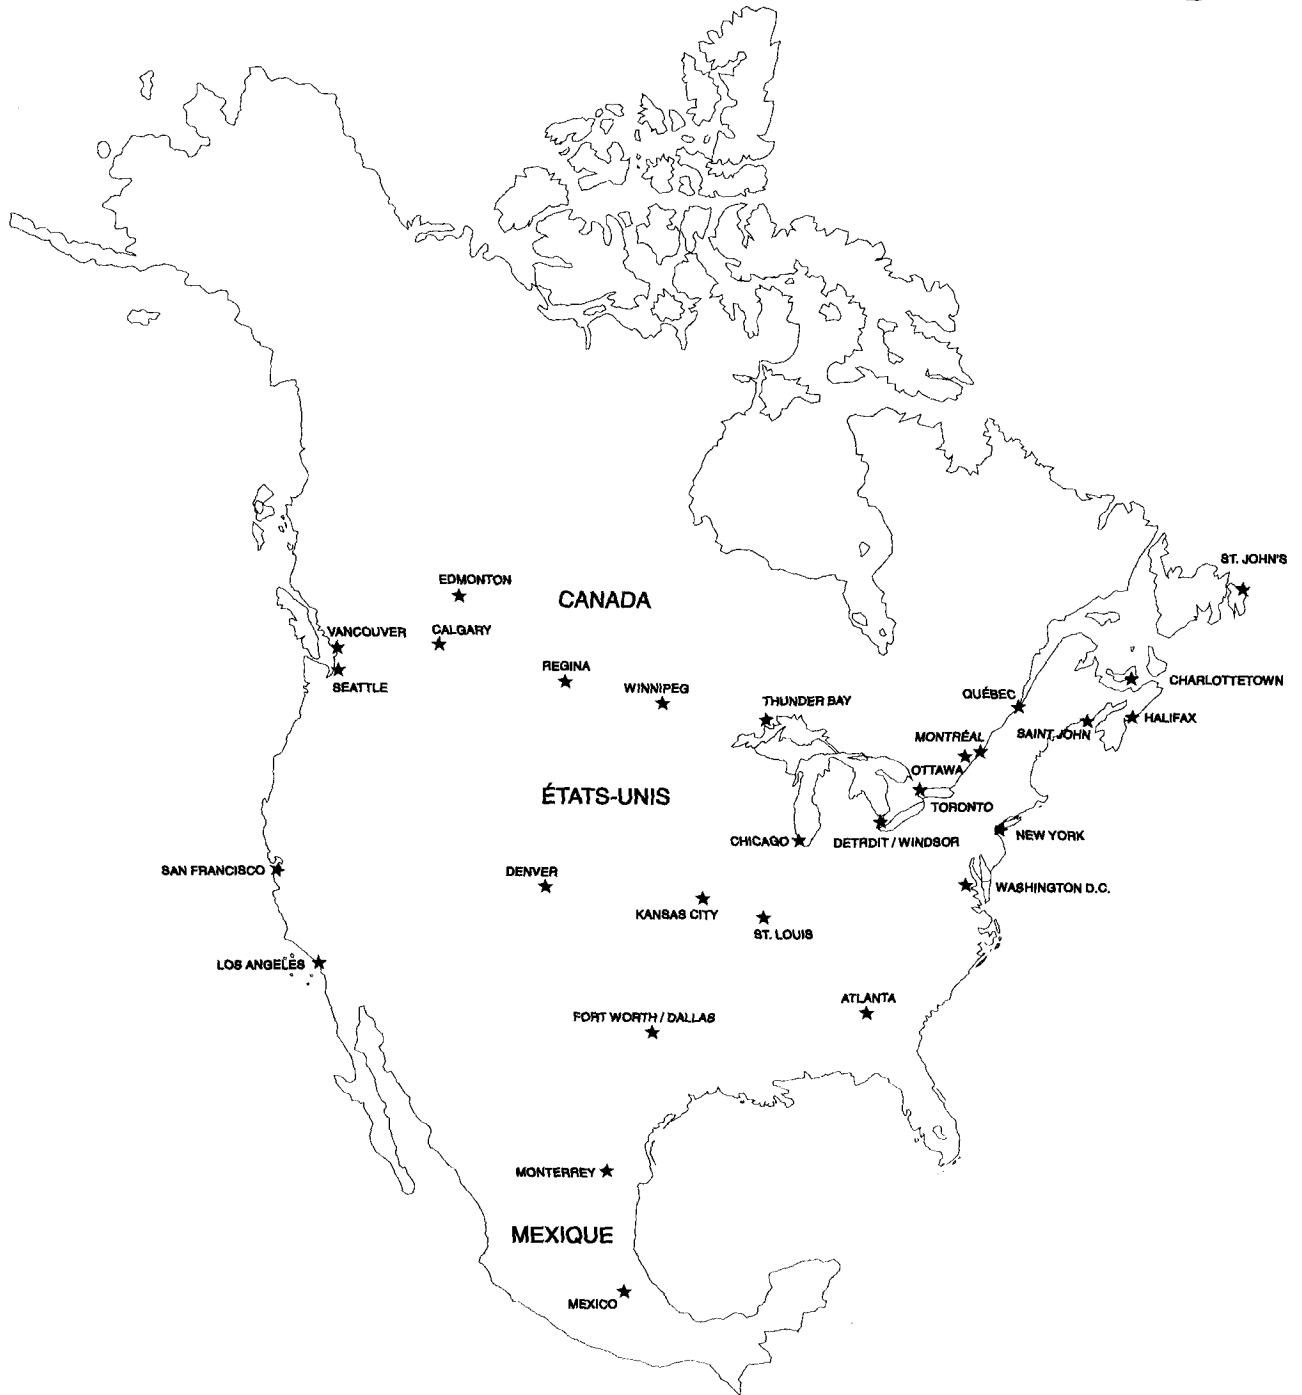 ST. JOHN'S
EDMONTON
CANADA
VANCOUVER
CALGARY
REGINA
CHARLOTTETOWN
SEATTLE
WINNIPEG
QUÉBEC
THUNDER BAY
HALIFAX
SAINT JOHN
MONTRÉAL
OTTAWA
ÉTATS-UNIS
TORONTO
NEW YORK
CHICAGO
DETRDIT / WINDSOR
SAN FRANCISCO
DENVER
WASHINGTON D.C.
KANSAS CITY
ST. LOUIS
LOS ANGELES
ATLANTA
FORT WORTH / DALLAS
MONTERREY
MEXIQUE
MEXICO